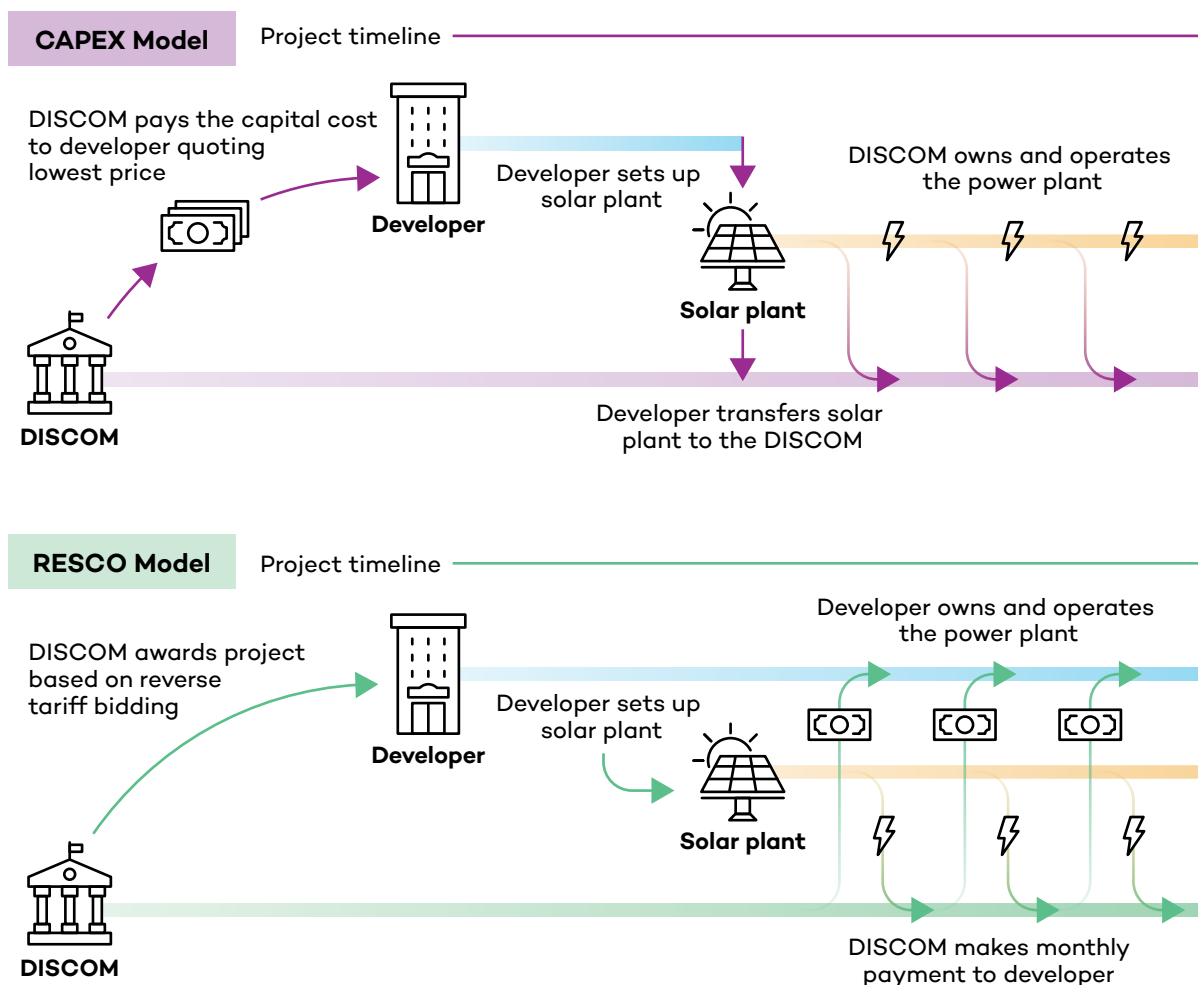 CAPEX Model
Project timeline
DISCOM pays the capital cost
to developer quoting
lowest price
Developer
Developer sets up
solar plant
DISCOM owns and operates
the power plant
Solar plant
DISCOM
Developer transfers solar
plant to the DISCOM
RESCO Model
Project timeline
DISCOM awards project
based on reverse
tariff bidding
Developer
Developer sets up
solar plant
Developer owns and operates
the power plant
Solar plant
DISCOM
DISCOM makes monthly
payment to developer